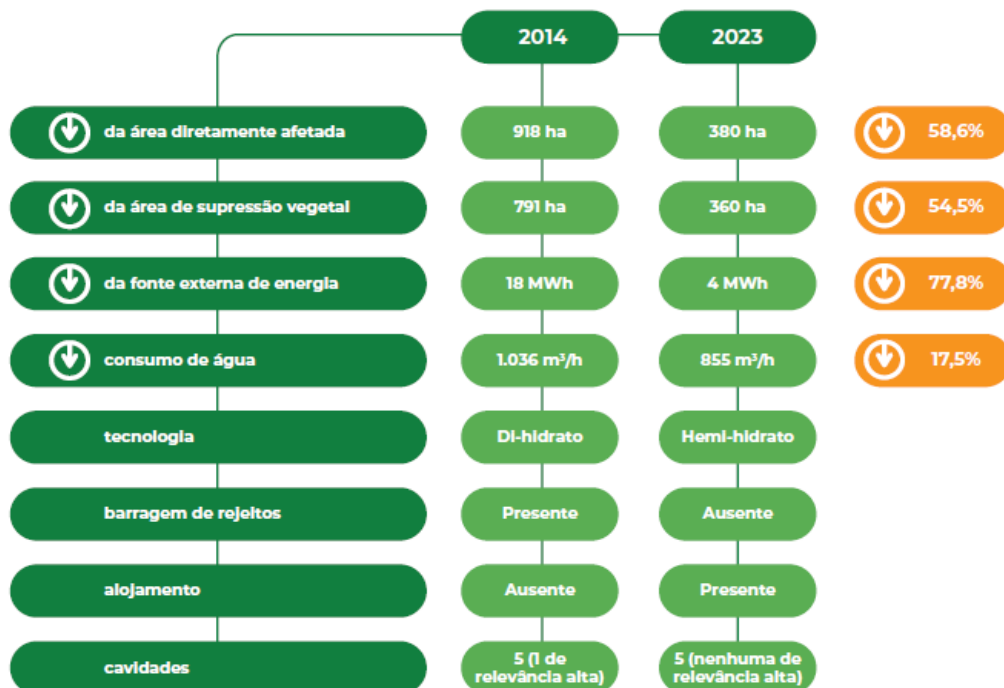 2014 2023
da área diretamente afetada 918 ha 380 ha 58,6%
da área de supressão vegetal 791 ha 360 ha 54,5%
da fonte externa de energia 18 MWh 4 MWh 77,8%
consumo de água 1.036 m³/h 855 m³/h 17,5%
tecnologia Di-hidrato Hemi-hidrato
barragem de rejeitos Presente Ausente
alojamento Ausente Presente
cavidades 5 (1 de relevância alta) 5 (nenhuma de relevância alta)